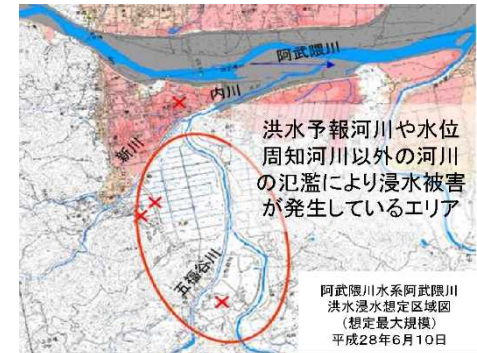 阿武隈川
内川
新川
洪水予報河川や水位
周知河川以外の河川
の氾濫により浸水被害
が発生しているエリア
五福谷川
阿武隈川水系阿武隈川
洪水浸水想定区域図
(想定最大規模)
平成28年6月10日